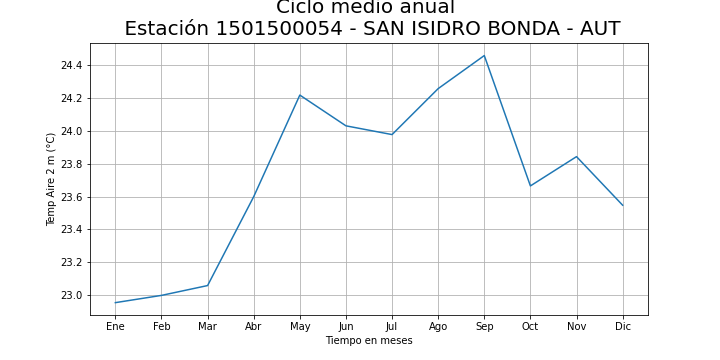 Ciclo medio anual
Estación 1501500054 - SAN ISIDRO BONDA - AUT
24.4
24.2
24.0
23.8
23.6
23.4
23.2
23.0
Temp Aire 2 m (°C)
Ene Feb Mar Abr May Jun Jul Ago Sep Oct Nov Dic
Tiempo en meses